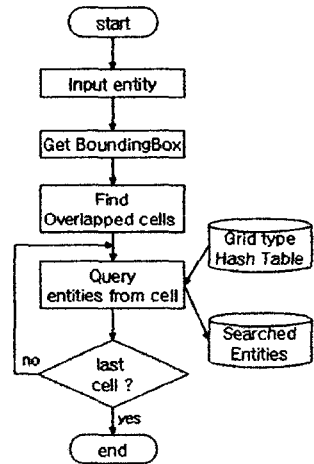 start
Input entity
Get BoundingBox
Find
Overlapped cells
Grid type
Hash Table
Query
entities from cell
Searched
Entities
no
last
cell ?
yes
end